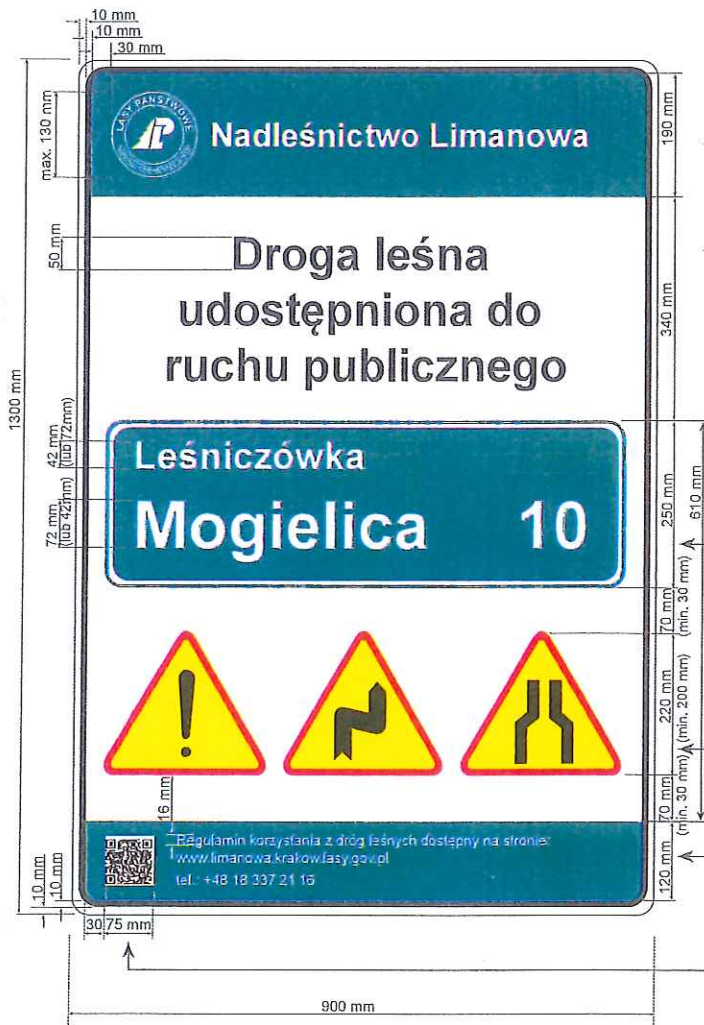 10 mm
10 mm
30 mm
max. 130 mm
LASY PAŃSTWOWE
Nadleśnictwo Limanowa
190 mm
50 mm
Droga leśna
udostępniona do
ruchu publicznego
340 mm
1300 mm
42 mm
(lub 72mm)
Leśniczówka
72 mm
(lub 42mm)
Mogielica 10
250 mm
610 mm
70 mm
(min. 30 mm)
220 mm
(min. 200 mm)
70 mm
(min. 30 mm)
16 mm
Regulamin korzystania z dróg leśnych dostępny na stronie:
www.limanowa.krakow.lasy.gov.pl
tel.: +48 18 337 21 16
120 mm
10 mm
10 mm
30
75 mm
900 mm